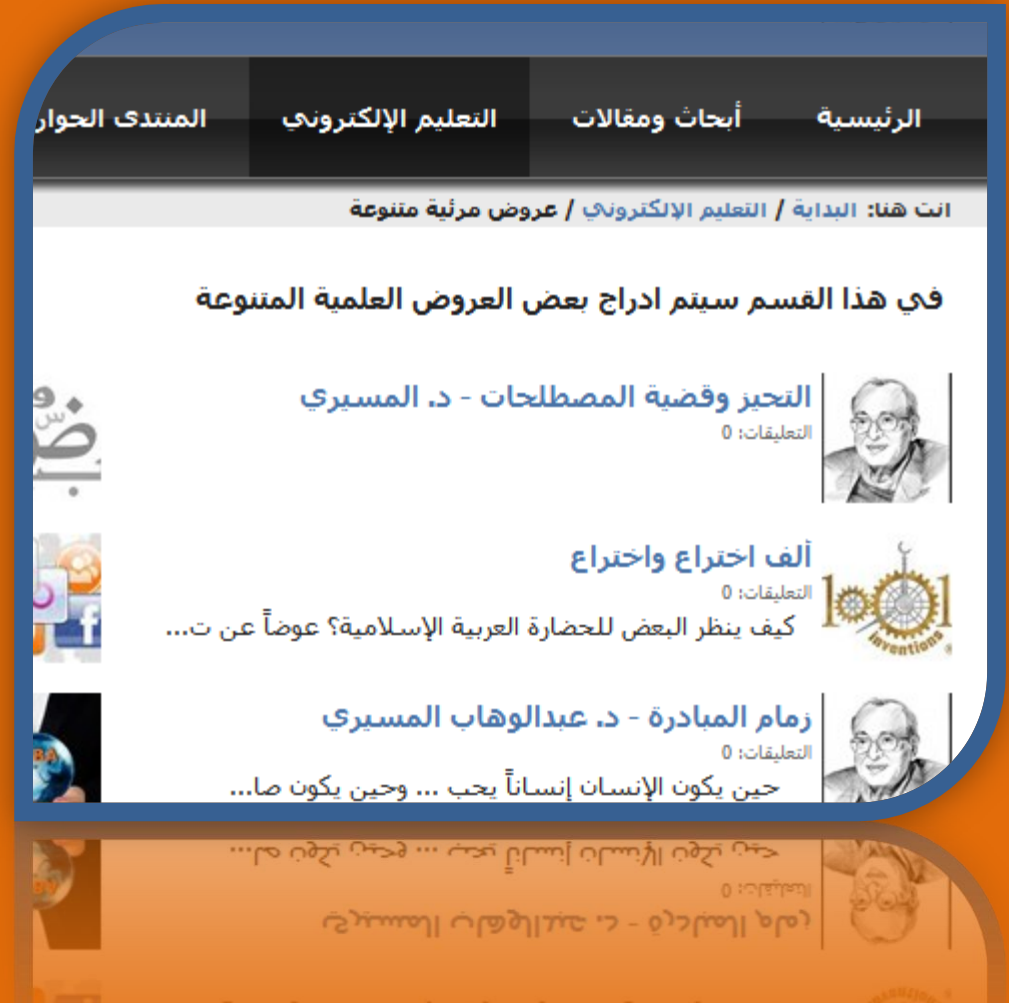 الرئيسية أبحاث ومقالات التعليم الإلكتروني المنتدى الحوار
انت هنا: البداية / التعليم الإلكتروني / عروض مرئية متنوعة
في هذا القسم سيتم ادراج بعض العروض العلمية المتنوعة
التحيز وقضية المصطلحات - د. المسيري
التعليقات: 0
ألف اختراع واختراع
التعليقات: 0
كيف ينظر البعض للحضارة العربية الإسلامية؟ عوضاً عن ت...
1001
inventions
زمام المبادرة - د. عبدالوهاب المسيري
التعليقات: 0
حين يكون الإنسان إنساناً يحب ... وحين يكون صا...